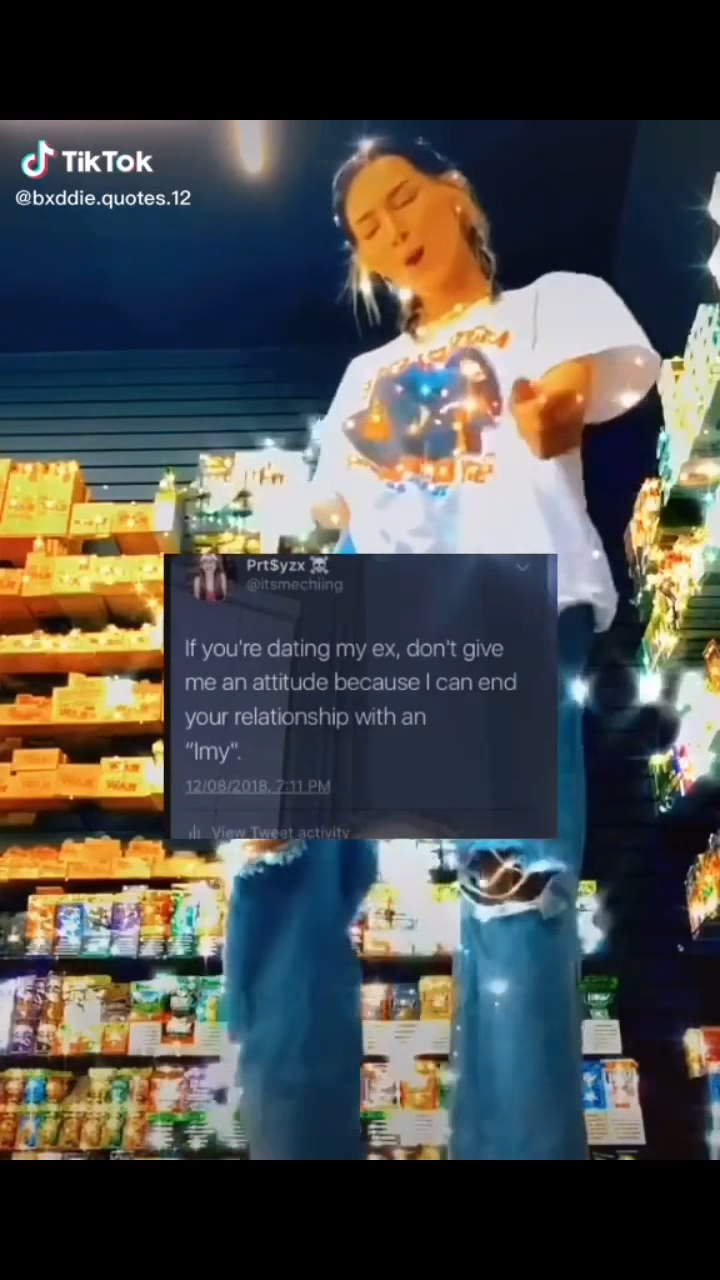 TikTok
@bxddie.quotes.12
Prt$yzx ☠
@itsmechiing
If you're dating my ex, don't give
me an attitude because I can end
your relationship with an
“Imy".
12/08/2018, 7:11 PM
View Tweet activity